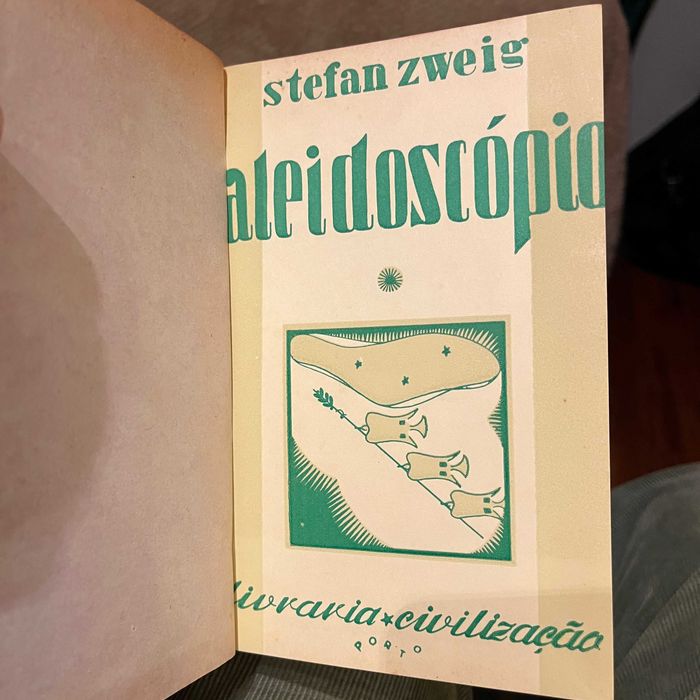 stefan zweig
aleidoscópio
livraria * civilização
PORTO